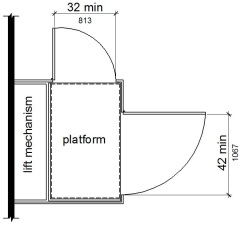 32 min
813
lift mechanism
platform
42 min
1067